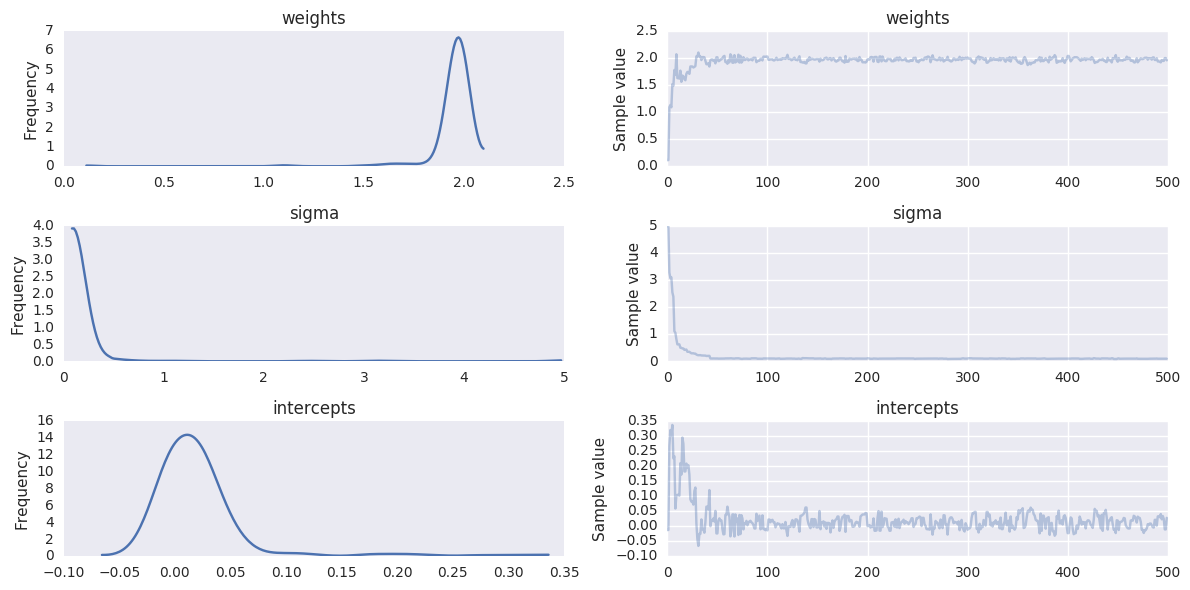 weights
Frequency
7
6
5
4
3
2
1
0
0.0 0.5 1.0 1.5 2.0 2.5
weights
Sample value
2.5
2.0
1.5
1.0
0.5
0.0
0 100 200 300 400 500
sigma
Frequency
4.0
3.5
3.0
2.5
2.0
1.5
1.0
0.5
0.0
0 1 2 3 4 5
sigma
Sample value
5
4
3
2
1
0
0 100 200 300 400 500
intercepts
Frequency
16
14
12
10
8
6
4
2
0
−0.10 −0.05 0.00 0.05 0.10 0.15 0.20 0.25 0.30 0.35
intercepts
Sample value
0.35
0.30
0.25
0.20
0.15
0.10
0.05
0.00
−0.05
−0.10
0 100 200 300 400 500